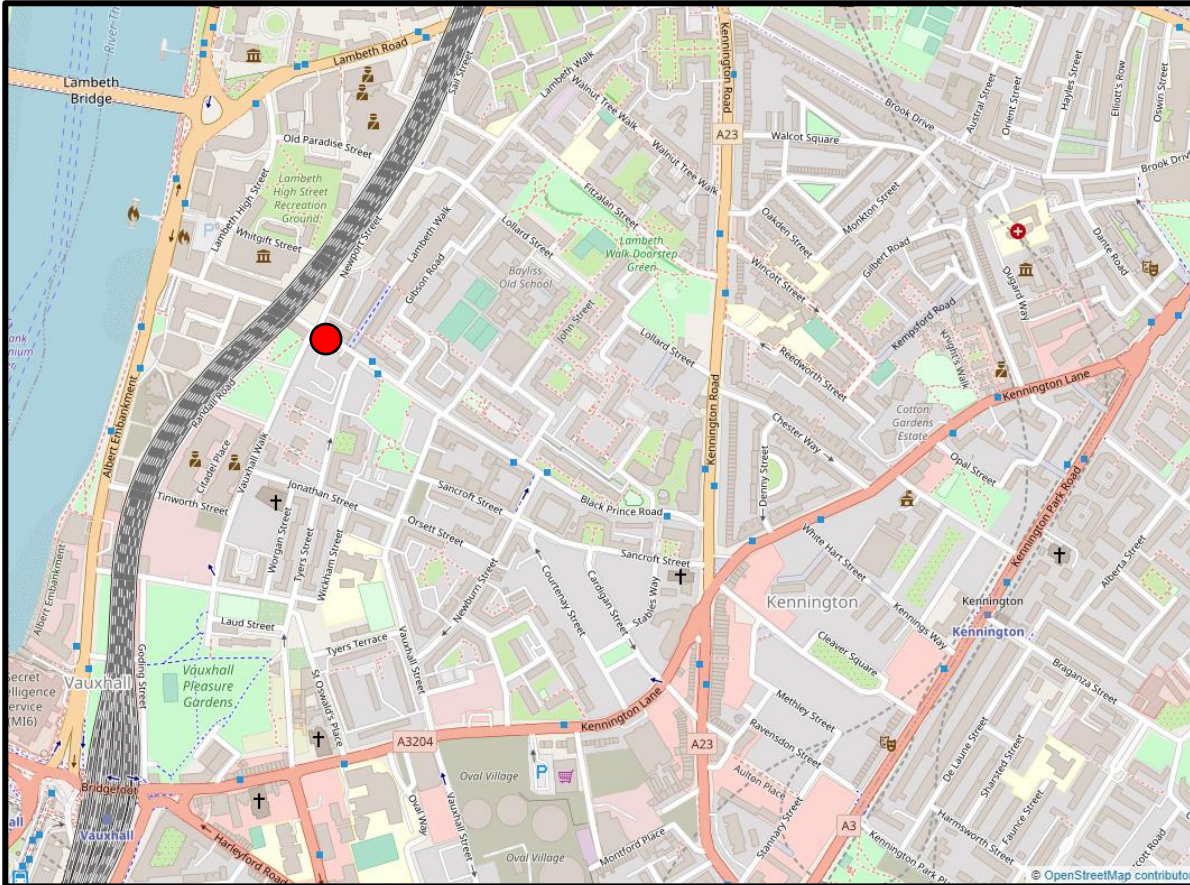 Lambeth Road
Sail Street
Lambeth
Bridge
Old Paradise Street
Lambeth
High Street
Recreation
Ground
Lambeth High Street
Whitgift Street
P
Newport Street
Lambeth Walk
Gibson Road
Lambeth Walk
Walnut Tree Walk
Walnut Tree Walk
Fitzalan Street
Lollard Street
Lambeth
Walk Doorstep
Green
Bayliss
Old School
John Street
Lollard Street
Kennington Road
A23
Walcot Square
Brook Drive
Austral Street
Orient Street
Hayles Street
Elliott's Row
Oswin Street
Brook Drive
Oakden Street
Monkton Street
Wincott Street
Gilbert Road
Kempsford Road
Dugard Way
Dante Road
Reedworth Street
Knight's Walk
Cotton
Gardens
Estate
Kennington Lane
Chester Way
Opal Street
Denny Street
Kennington Road
Kennington Park Road
Albert Embankment
Randall Road
Citadel Place
Vauxhall Walk
Tinworth Street
Jonathan Street
Worgan Street
Tyers Street
Wickham Street
Sancroft Street
Orsett Street
Black Prince Road
Sancroft Street
Newburn Street
Courtenay Street
Cardigan Street
Stables Way
White Hart Street
Kennington
Kennings Way
Kennington
Kennington
Alberta Street
Braganza Street
Cleaver Square
Methley Street
Ravensdon Street
Aulton Place
Stannary Street
De Laune Street
Sharsted Street
Faunce Street
Harmsworth Street
A3
Albert Embankment
Laud Street
Tyers Terrace
Vauxhall Street
St Oswald's Place
Vauxhall
Goding Street
Vauxhall
Pleasure
Gardens
(MI6)
Bridgefoot
Vauxhall
A3204
Kennington Lane
A23
Oval Village
P
Oval Way
Vauxhall Street
Oval Village
Montford Place
Harleyford Road
© OpenStreetMap contributo